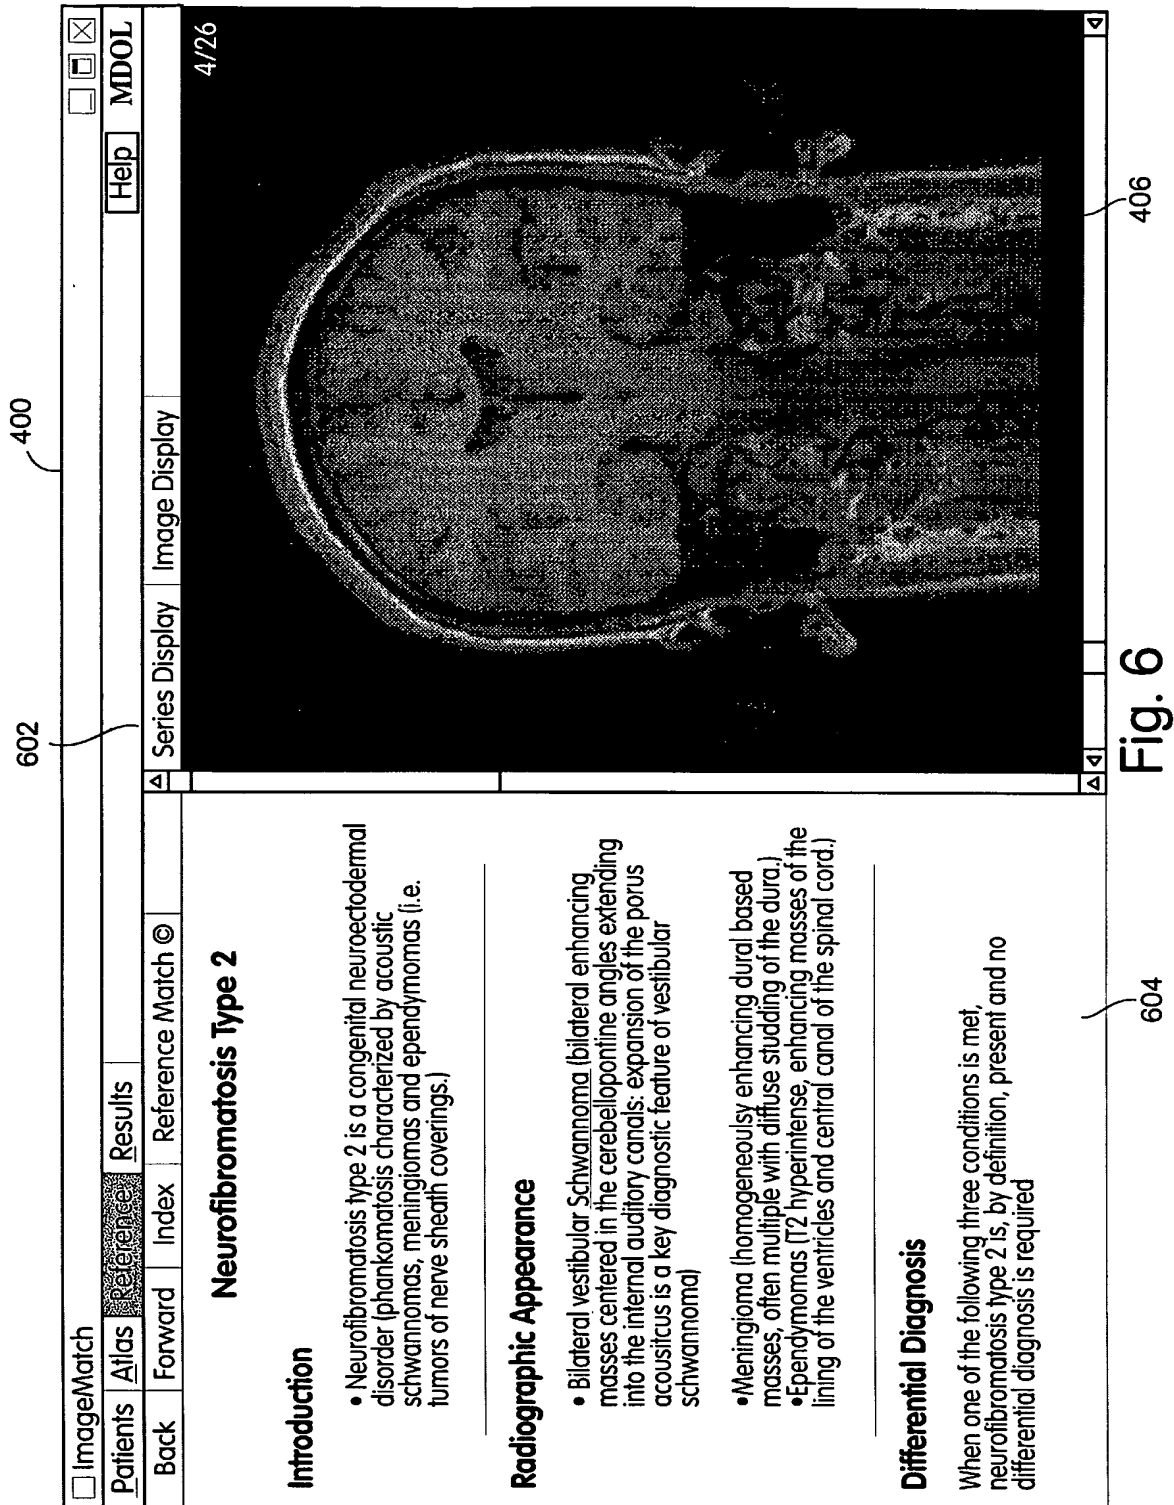 400
602
ImageMatch
Patients Atlas Reference Results Help MDOL
Back Forward Index Reference Match © Series Display Image Display
4/26
Neurofibromatosis Type 2
Introduction
• Neurofibromatosis type 2 is a congenital neuroectodermal
disorder (phankomatosis characterized by acoustic
schwannomas, meningiomas and ependymomas (i.e.
tumors of nerve sheath coverings.)
Radiographic Appearance
• Bilateral vestibular Schwannoma (bilateral enhancing
masses centered in the cerebellopontine angles extending
into the internal auditory canals: expansion of the porus
acousitcus is a key diagnostic feature of vestibular
schwannoma)
•Meningioma (homogeneoulsy enhancing dural based
masses, often multiple with diffuse studding of the dura.)
•Ependymomas (T2 hyperintense, enhancing masses of the
lining of the ventricles and central canal of the spinal cord.)
Differential Diagnosis
When one of the following three conditions is met,
neurofibromatosis type 2 is, by definition, present and no
differential diagnosis is required
604
406
Fig. 6